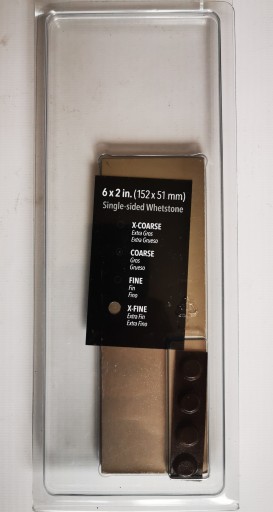 6 x 2 in. (152 x 51 mm)
Single-sided Whetstone
X-COARSE
Extra Gros
Extra Grueso
COARSE
Gros
Grueso
FINE
Fin
Fino
X-FINE
Extra Fin
Extra Fino